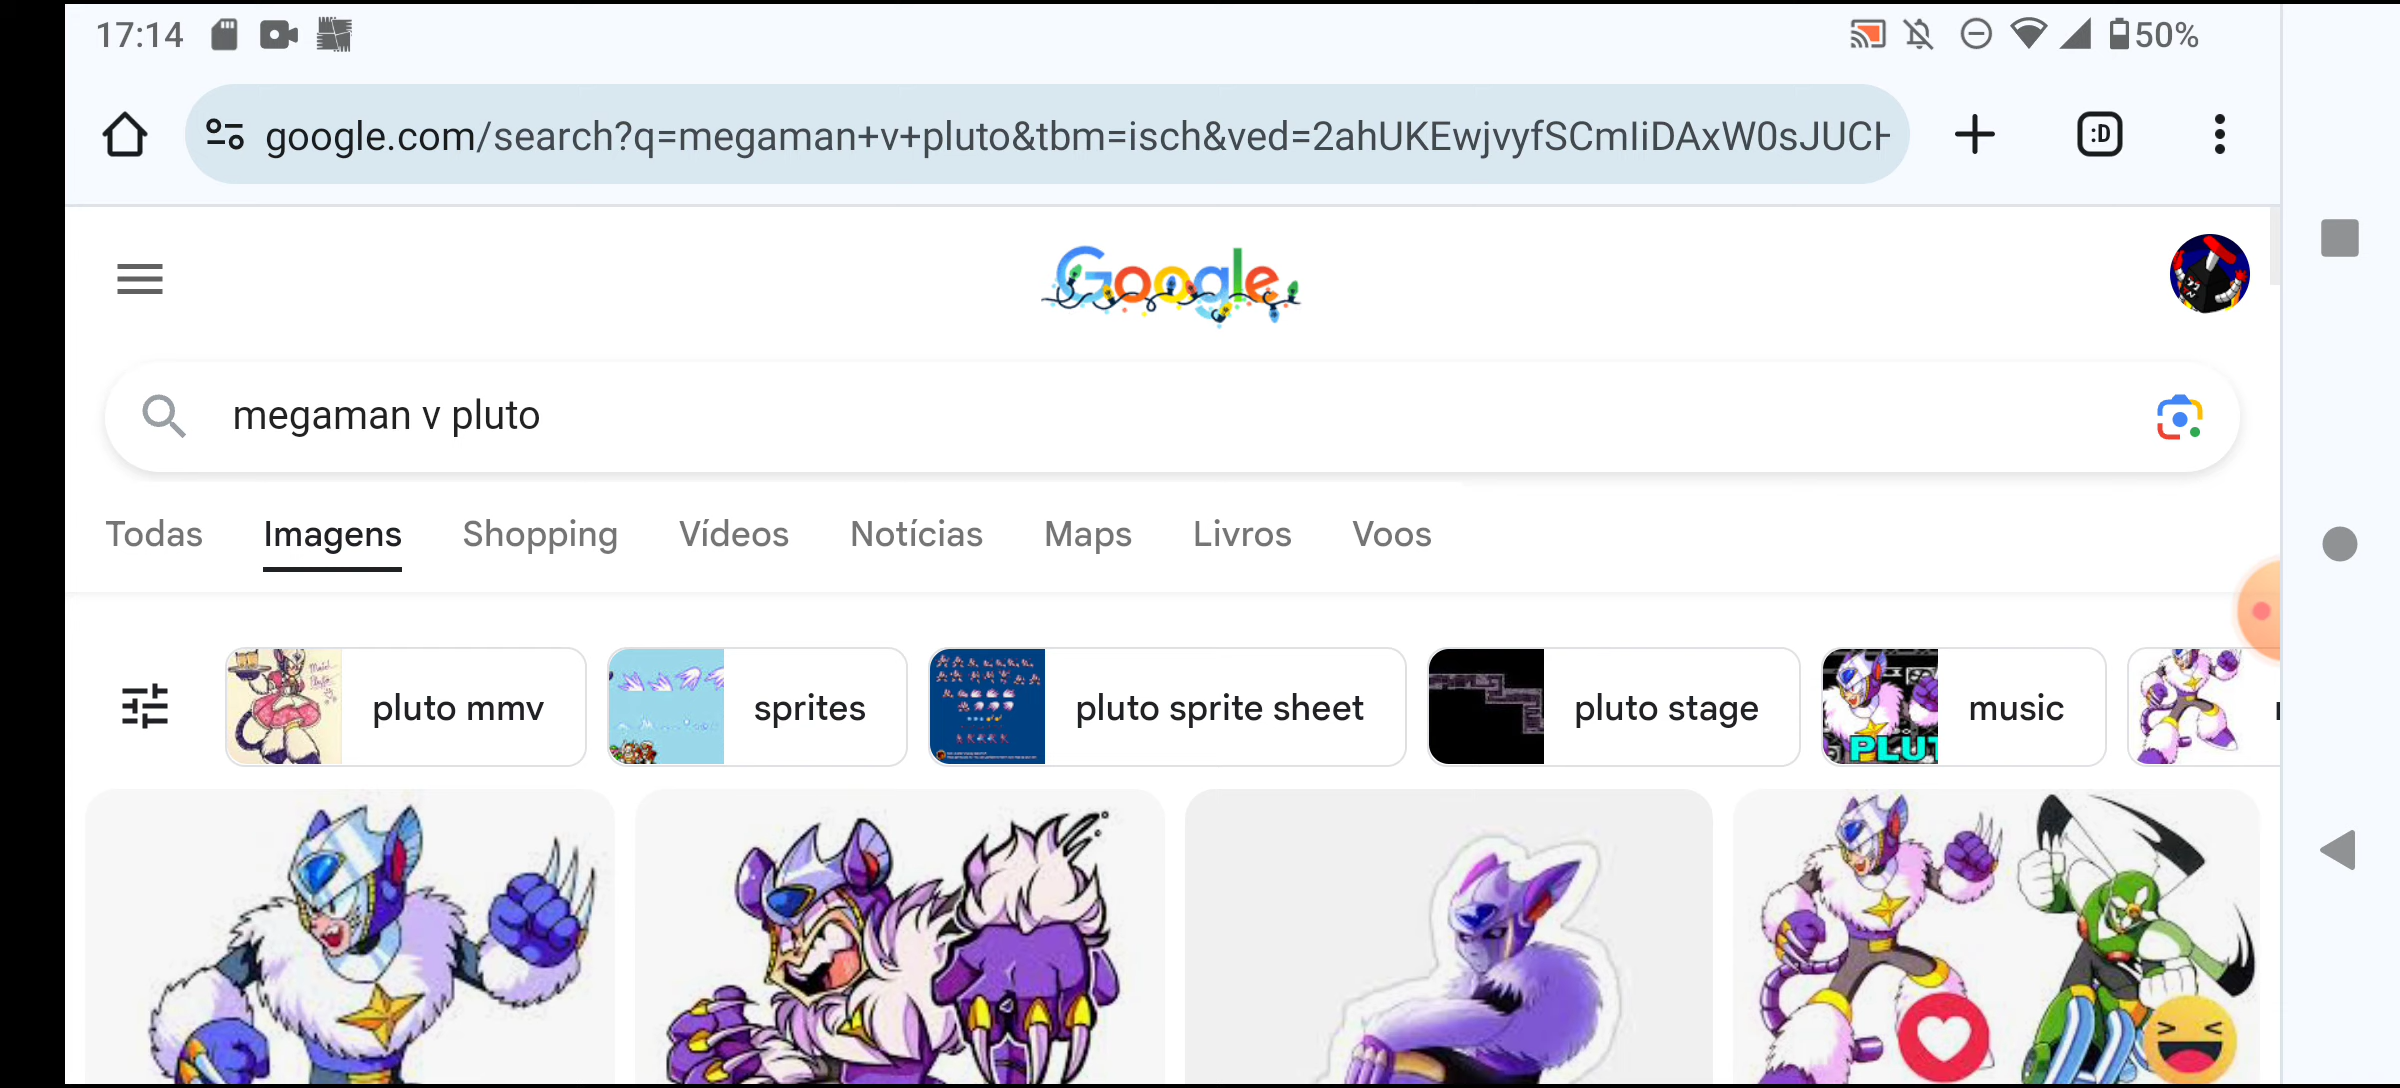 17:14
50%
google.com/search?q=megaman+v+pluto&tbm=isch&ved=2ahUKEwjvyfSCmIiDAxW0sJUCH
:D
Google
megaman v pluto
Todas Imagens Shopping Vídeos Notícias Maps Livros Voos
pluto mmv sprites pluto sprite sheet pluto stage music
PLUT